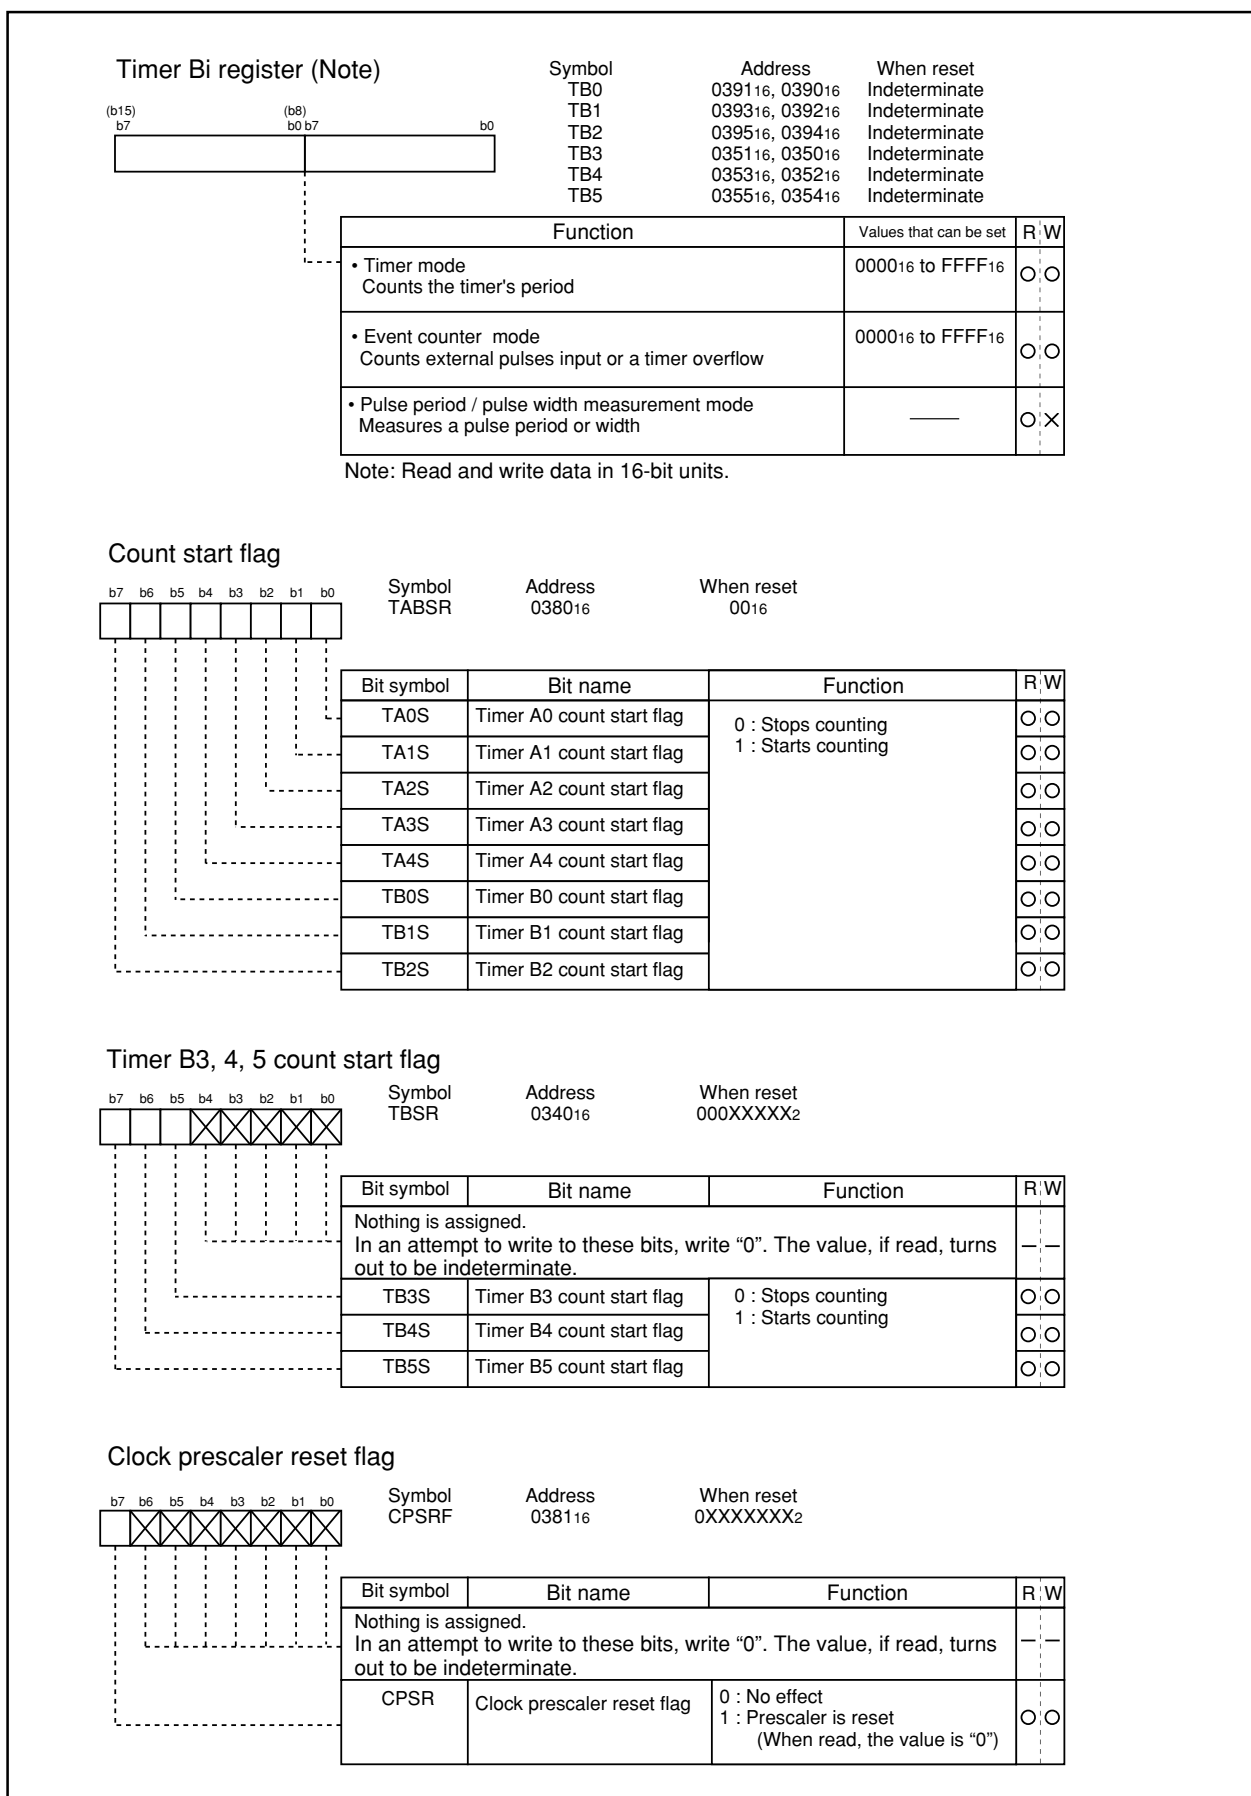 Timer Bi register (Note)
Symbol Address When reset
TB0 039116, 039016 Indeterminate
TB1 039316, 039216 Indeterminate
TB2 039516, 039416 Indeterminate
TB3 035116, 035016 Indeterminate
TB4 035316, 035216 Indeterminate
TB5 035516, 035416 Indeterminate
(b15) (b8)
b7 b0 b7 b0
Function Values that can be set R W
• Timer mode 000016 to FFFF16
Counts the timer's period
• Event counter mode 000016 to FFFF16
Counts external pulses input or a timer overflow
• Pulse period / pulse width measurement mode
Measures a pulse period or width
Note: Read and write data in 16-bit units.
Count start flag
Symbol Address When reset
TABSR 038016 0016
b7 b6 b5 b4 b3 b2 b1 b0
Bit symbol Bit name Function R W
TA0S Timer A0 count start flag 0 : Stops counting
TA1S Timer A1 count start flag 1 : Starts counting
TA2S Timer A2 count start flag
TA3S Timer A3 count start flag
TA4S Timer A4 count start flag
TB0S Timer B0 count start flag
TB1S Timer B1 count start flag
TB2S Timer B2 count start flag
Timer B3, 4, 5 count start flag
Symbol Address When reset
TBSR 034016 000XXXXX2
b7 b6 b5 b4 b3 b2 b1 b0
Bit symbol Bit name Function R W
Nothing is assigned.
In an attempt to write to these bits, write “0”. The value, if read, turns — —
out to be indeterminate.
TB3S Timer B3 count start flag 0 : Stops counting
TB4S Timer B4 count start flag 1 : Starts counting
TB5S Timer B5 count start flag
Clock prescaler reset flag
Symbol Address When reset
CPSRF 038116 0XXXXXXX2
b7 b6 b5 b4 b3 b2 b1 b0
Bit symbol Bit name Function R W
Nothing is assigned.
In an attempt to write to these bits, write “0”. The value, if read, turns — —
out to be indeterminate.
CPSR Clock prescaler reset flag 0 : No effect
1 : Prescaler is reset
(When read, the value is “0”)